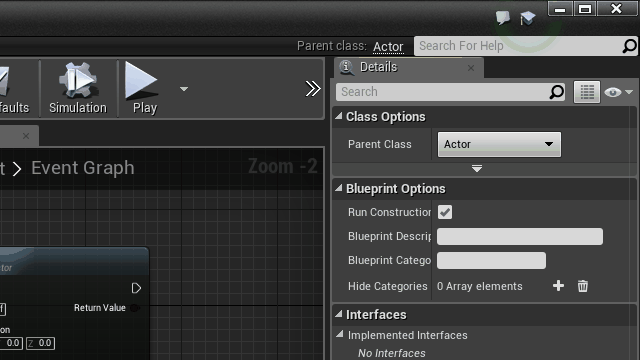 Parent class: Actor
Search For Help
faults
Simulation
Play
Details
Search
Class Options
Parent Class
Actor
Event Graph
Zoom -2
Blueprint Options
Run Construction
Blueprint Descrip
Blueprint Catego
Hide Categories
0 Array elements
Return Value
0.0
Z 0.0
Interfaces
Implemented Interfaces
No Interfaces